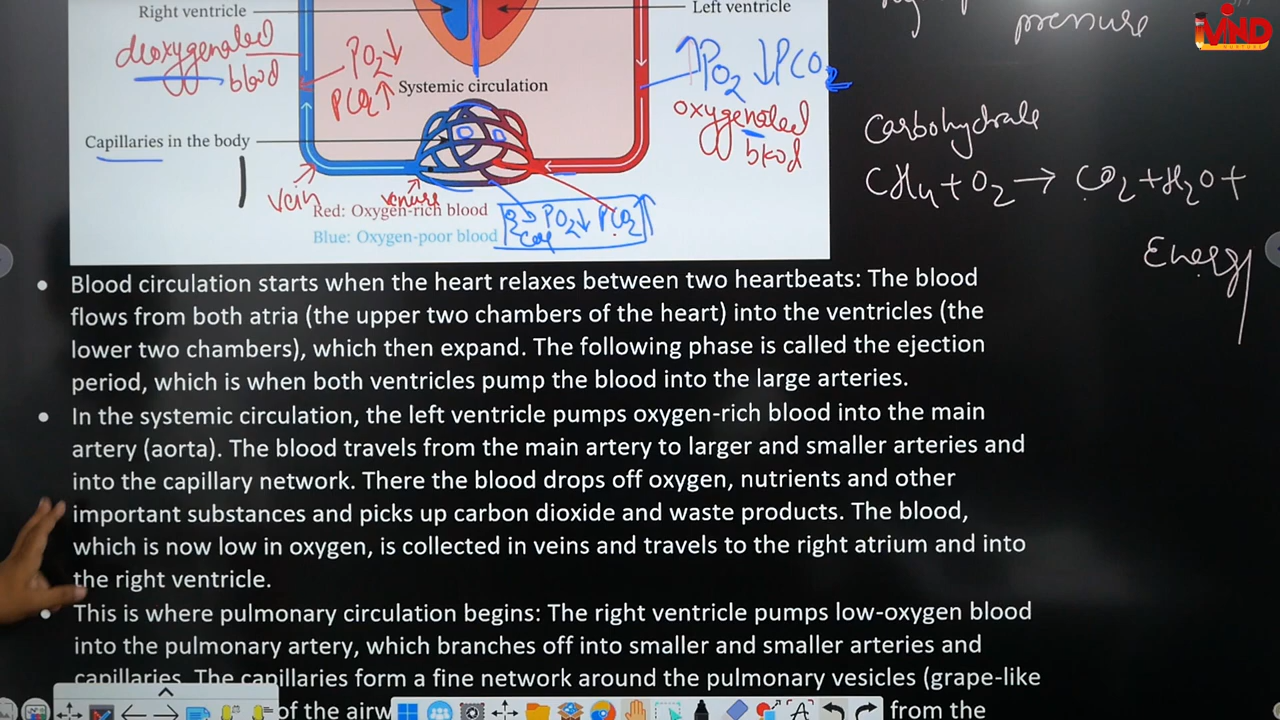 pressure
MIND
Right ventricle
Left ventricle
deoxygenated
blood
PO2↓
PCO2↑
↑PO2 ↓PCO2
Systemic circulation
oxygenated
blood
Carbohydrate
CH4 + O2 → CO2 + H2O +
Energy
Capillaries in the body
vein
Red: Oxygen-rich blood
Blue: Oxygen-poor blood
PO2↓ PCO2↑
• Blood circulation starts when the heart relaxes between two heartbeats: The blood
flows from both atria (the upper two chambers of the heart) into the ventricles (the
lower two chambers), which then expand. The following phase is called the ejection
period, which is when both ventricles pump the blood into the large arteries.
• In the systemic circulation, the left ventricle pumps oxygen-rich blood into the main
artery (aorta). The blood travels from the main artery to larger and smaller arteries and
into the capillary network. There the blood drops off oxygen, nutrients and other
important substances and picks up carbon dioxide and waste products. The blood,
which is now low in oxygen, is collected in veins and travels to the right atrium and into
the right ventricle.
• This is where pulmonary circulation begins: The right ventricle pumps low-oxygen blood
into the pulmonary artery, which branches off into smaller and smaller arteries and
capillaries. The capillaries form a fine network around the pulmonary vesicles (grape-like
of the airw
from the